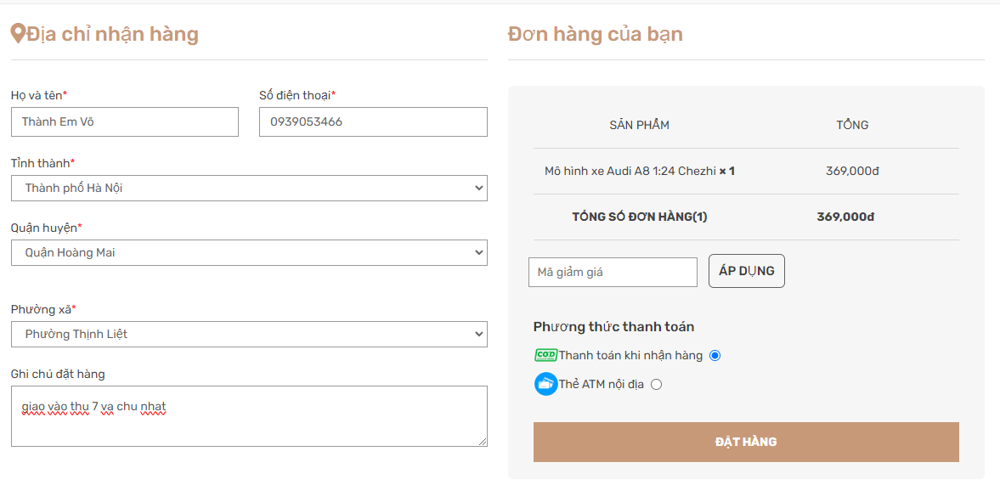 Địa chỉ nhận hàng
Họ và tên*
Số điện thoại*
Thành Em Võ
0939053466
Tỉnh thành*
Thành phố Hà Nội
Quận huyện*
Quận Hoàng Mai
Phường xã*
Phường Thịnh Liệt
Ghi chú đặt hàng
giao vào thu 7 va chu nhat
Đơn hàng của bạn
SẢN PHẨM TỔNG
Mô hình xe Audi A8 1:24 Chezhi × 1 369,000đ
TỔNG SỐ ĐƠN HÀNG(1) 369,000đ
Mã giảm giá
ÁP DỤNG
Phương thức thanh toán
COD Thanh toán khi nhận hàng
Thẻ ATM nội địa
ĐẶT HÀNG